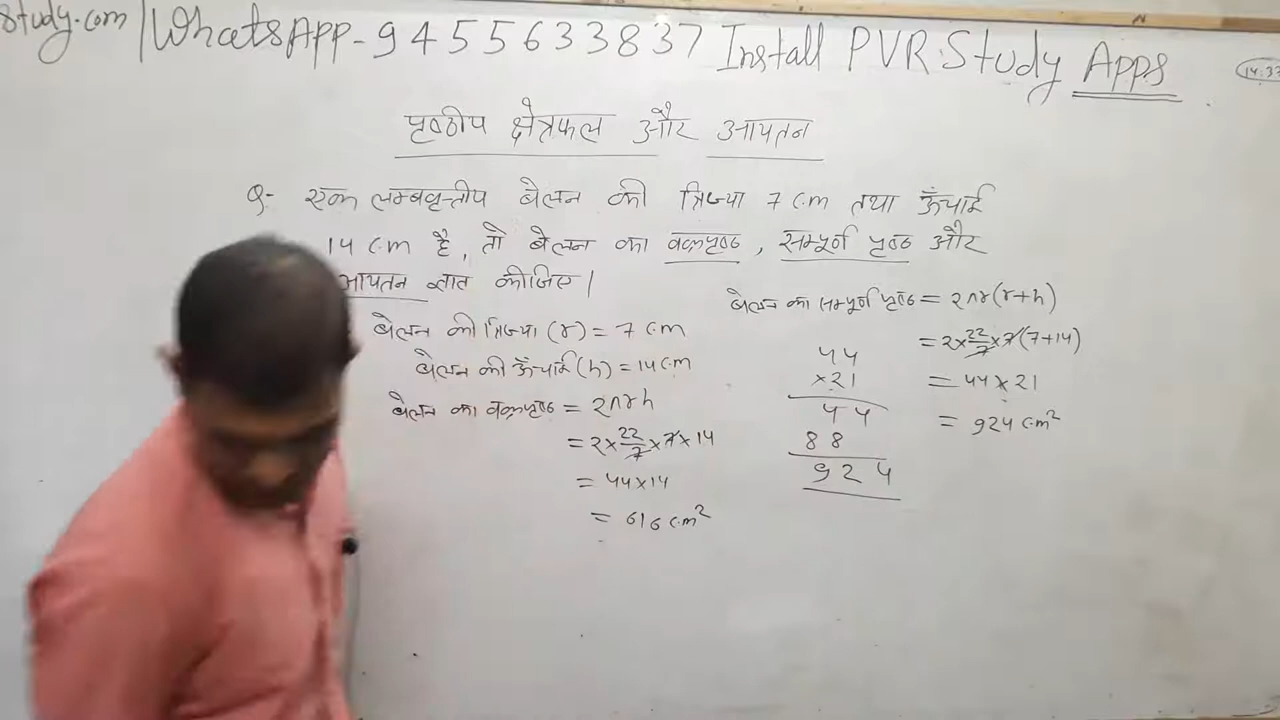 Study.com/WhatsApp-9455633837 Install PVR Study Apps
14:33
पृष्ठीय क्षेत्रफल और आयतन
Q- एक लम्बवृत्तीय बेलन की त्रिज्या 7 cm तथा ऊँचाई
14 cm है, तो बेलन का वक्रपृष्ठ, सम्पूर्ण पृष्ठ और
आयतन ज्ञात कीजिए।
बेलन की त्रिज्या (r) = 7 cm
बेलन की ऊँचाई (h) = 14 cm
बेलन का वक्रपृष्ठ = 2πrh
= 2×22/7×7×14
= 44×14
= 616 cm²
बेलन का सम्पूर्ण पृष्ठ = 2πr(r+h)
= 2×22/7×7(7+14)
= 44×21
= 924 cm²
44
×21
44
88
924